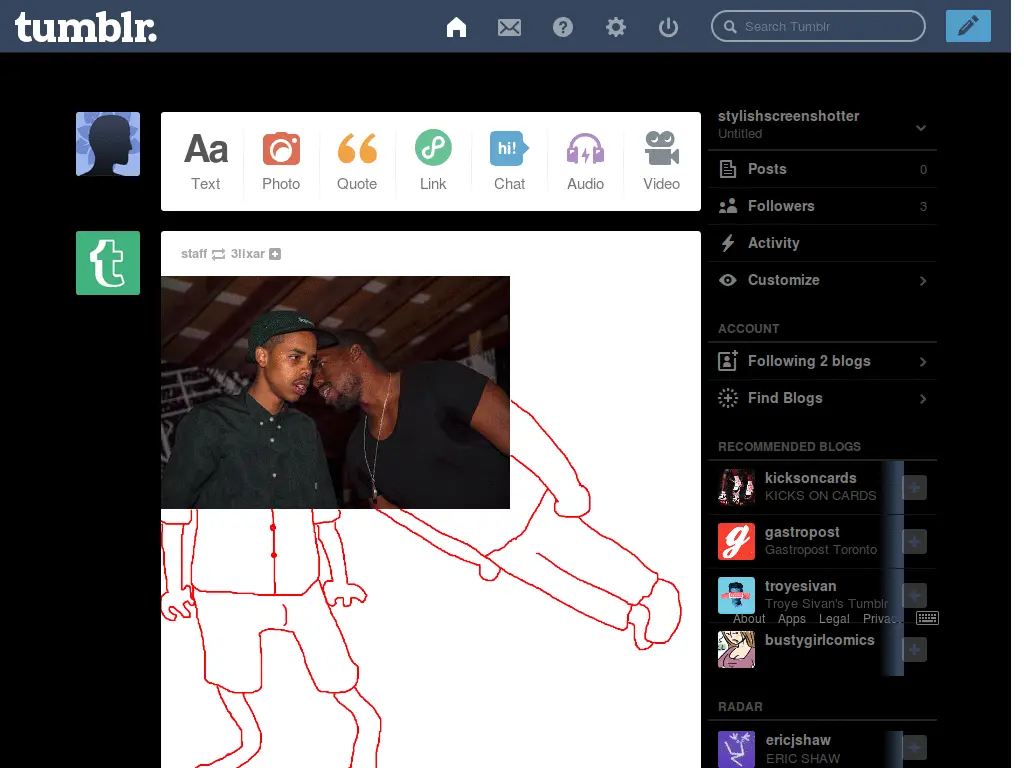 tumblr.
Search Tumblr
Aa
hi!
Text
Photo
Quote
Link
Chat
Audio
Video
staff 3lixar
stylishscreenshotter
Untitled
Posts 0
Followers 3
Activity
Customize
ACCOUNT
Following 2 blogs
Find Blogs
RECOMMENDED BLOGS
kicksoncards
KICKS ON CARDS
gastropost
Gastropost Toronto
troyesivan
Troye Sivan's Tumblr
About Apps Legal
bustygirlcomics
RADAR
ericjshaw
ERIC SHAW